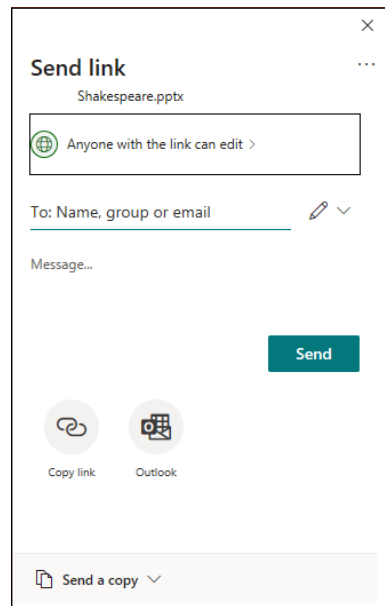 Send link
Shakespeare.pptx
Anyone with the link can edit
To: Name, group or email
Message...
Send
Copy link Outlook
Send a copy